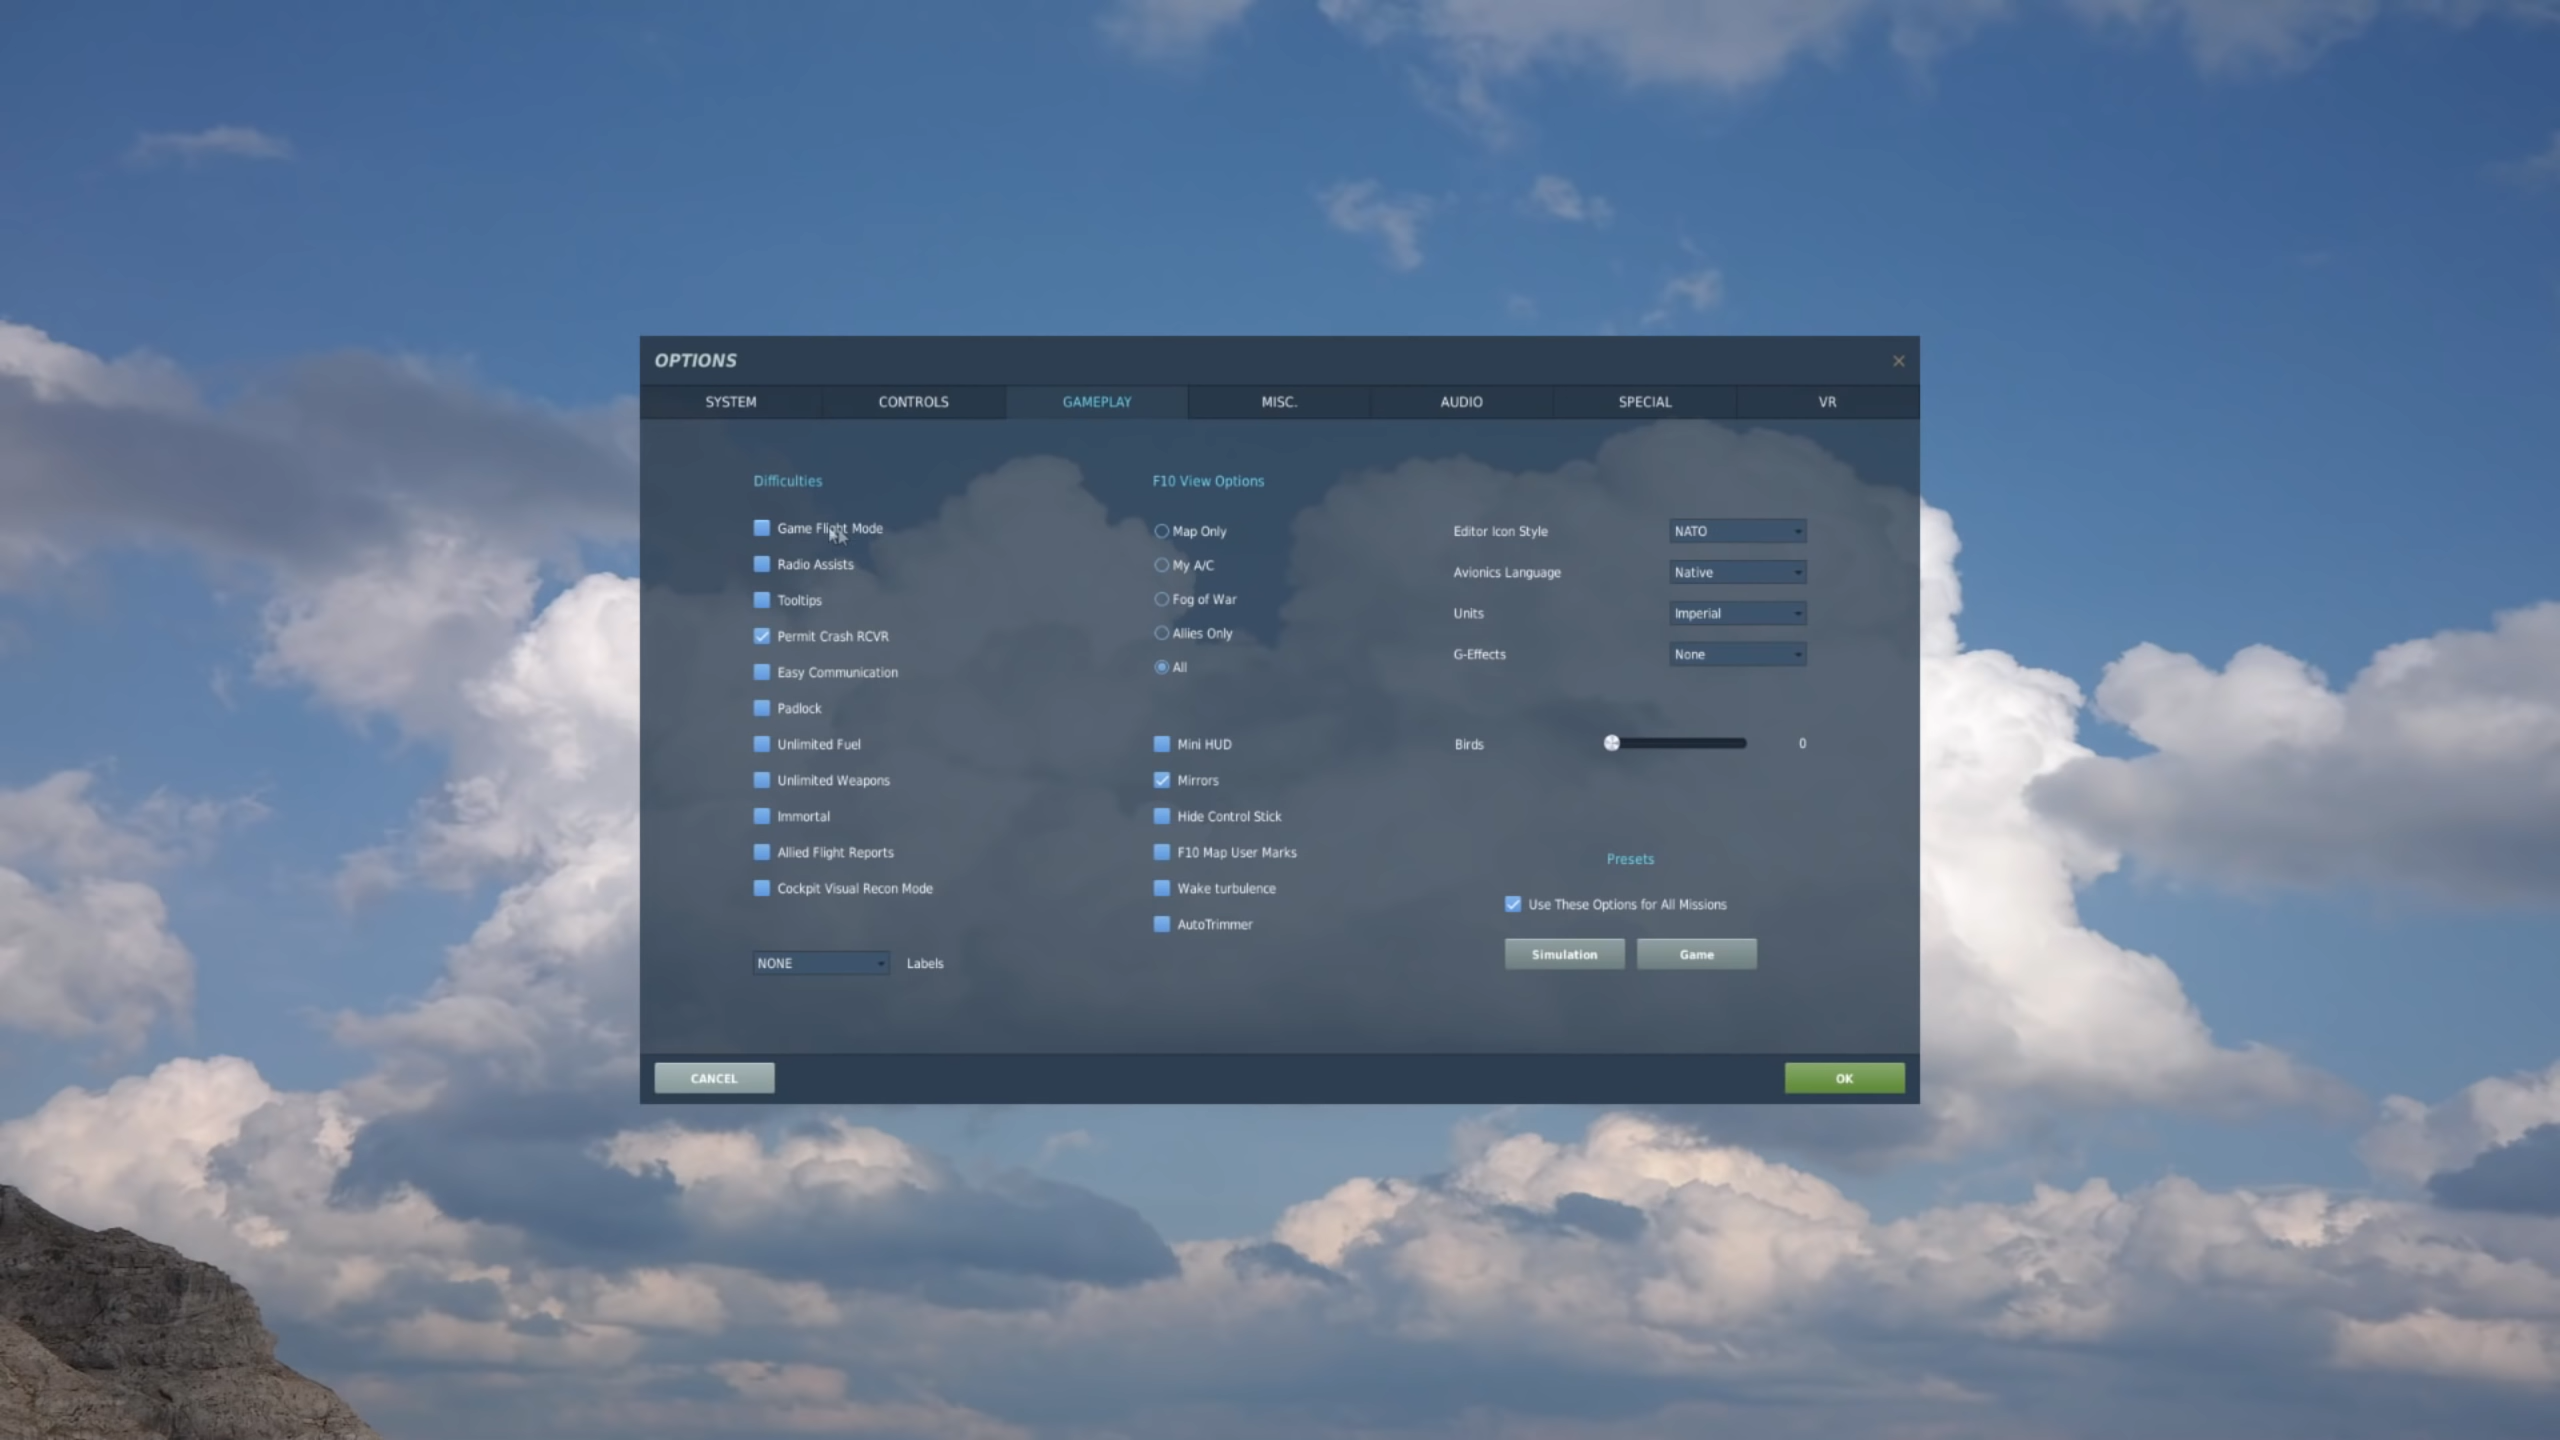 OPTIONS
SYSTEM
CONTROLS
GAMEPLAY
MISC.
AUDIO
SPECIAL
VR
Difficulties
Game Flight Mode
Radio Assists
Tooltips
Permit Crash RCVR
Easy Communication
Padlock
Unlimited Fuel
Unlimited Weapons
Immortal
Allied Flight Reports
Cockpit Visual Recon Mode
NONE
Labels
F10 View Options
Map Only
My A/C
Fog of War
Allies Only
All
Mini HUD
Mirrors
Hide Control Stick
F10 Map User Marks
Wake turbulence
AutoTrimmer
Editor Icon Style
NATO
Avionics Language
Native
Units
Imperial
G-Effects
None
Birds
0
Presets
Use These Options for All Missions
Simulation
Game
CANCEL
OK